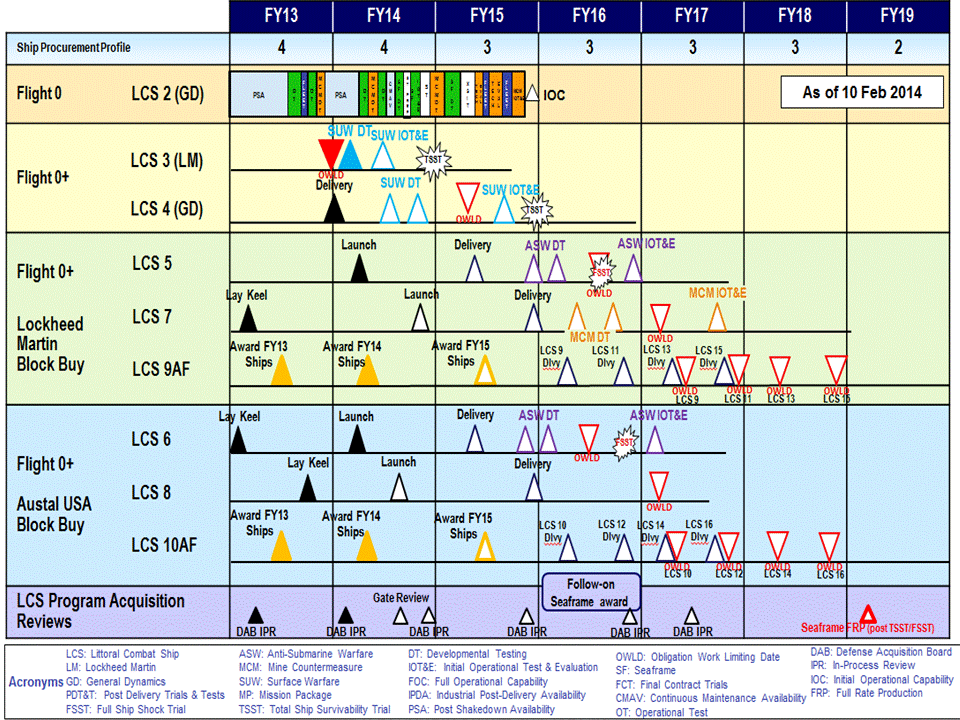 FY13 FY14 FY15 FY16 FY17 FY18 FY19
Ship Procurement Profile 4 4 3 3 3 3 2
Flight 0 LCS 2 (GD) PSA PSA IOC
As of 10 Feb 2014
SUW DT SUW IOT&E
LCS 3 (LM) TSST
OWLD
Flight 0+
Delivery SUW DT SUW IOT&E
LCS 4 (GD) OWLD TSST
Launch Delivery ASW DT ASW IOT&E
Flight 0+ LCS 5 FSST
OWLD
Lay Keel Launch Delivery MCM IOT&E
LCS 7
MCM DT OWLD
Lockheed
Martin
Block Buy
Award FY13 Ships Award FY14 Ships Award FY15 Ships LCS 9 Dlvy LCS 11 Dlvy LCS 13 Dlvy LCS 15 Dlvy
LCS 9AF
OWLD LCS 9 OWLD LCS 11 OWLD LCS 13 OWLD LCS 15
Lay Keel Launch Delivery ASW DT ASW IOT&E
LCS 6 FSST
OWLD
Flight 0+
Lay Keel Launch Delivery
LCS 8
OWLD
Austal USA
Block Buy
Award FY13 Ships Award FY14 Ships Award FY15 Ships LCS 10 Dlvy LCS 12 Dlvy LCS 14 Dlvy LCS 16 Dlvy
LCS 10AF
OWLD LCS 10 OWLD LCS 12 OWLD LCS 14 OWLD LCS 16
Follow-on
Seaframe award
LCS Program Acquisition
Reviews
Gate Review
DAB IPR DAB IPR DAB IPR DAB IPR DAB IPR
Seaframe FRP (post TSST/FSST)
Acronyms
LCS: Littoral Combat Ship
LM: Lockheed Martin
GD: General Dynamics
PDT&T: Post Delivery Trials & Tests
FSST: Full Ship Shock Trial
ASW: Anti-Submarine Warfare
MCM: Mine Countermeasure
SUW: Surface Warfare
MP: Mission Package
TSST: Total Ship Survivability Trial
DT: Developmental Testing
IOT&E: Initial Operational Test & Evaluation
FOC: Full Operational Capability
IPDA: Industrial Post-Delivery Availability
PSA: Post Shakedown Availability
OWLD: Obligation Work Limiting Date
SF: Seaframe
FCT: Final Contract Trials
CMAV: Continuous Maintenance Availability
OT: Operational Test
DAB: Defense Acquisition Board
IPR: In-Process Review
IOC: Initial Operational Capability
FRP: Full Rate Production